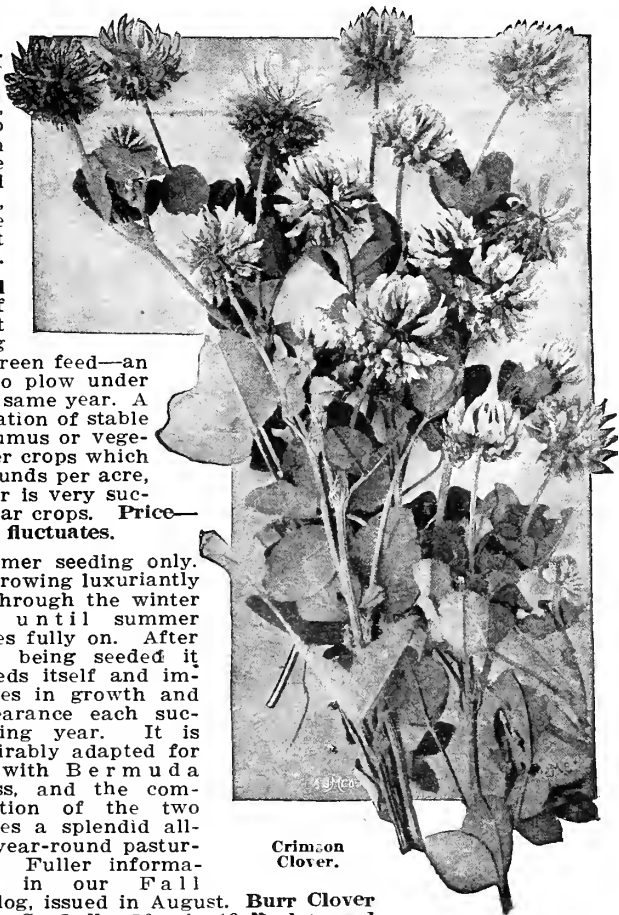 reen feed—an
o plow under
same year. A
ation of stable
umus or vege-
er crops which
unds per acre,
r is very suc-
ar crops. Price—
fluctuates.
mer seeding only.
rowing luxuriantly
hrough the winter
until summer
es fully on. After
being seeded it
eds itself and im-
es in growth and
earance each suc-
ing year. It is
irably adapted for
with Bermuda
ss, and the com-
tion of the two
es a splendid all-
year-round pastur-
Fuller informa-
in our Fall
log, issued in August. Burr Clover
Crimson
Clover.